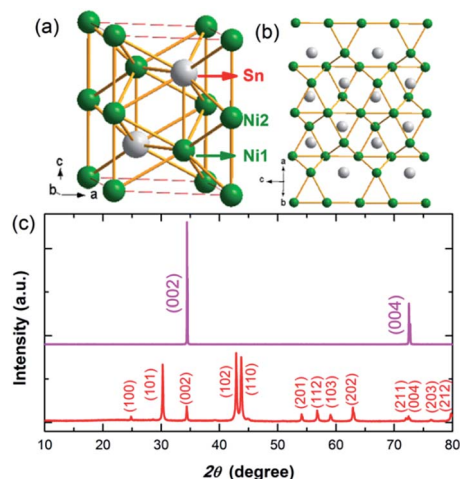 (a)
Sn
Ni2
Ni1
c
b
a
(b)
a
c
b
(c)
Intensity (a.u.)
(002)
(004)
(100)
(101)
(002)
(102)
(110)
(201)
(112)
(103)
(202)
(211)
(004)
(203)
(212)
10 20 30 40 50 60 70 80
2θ (degree)